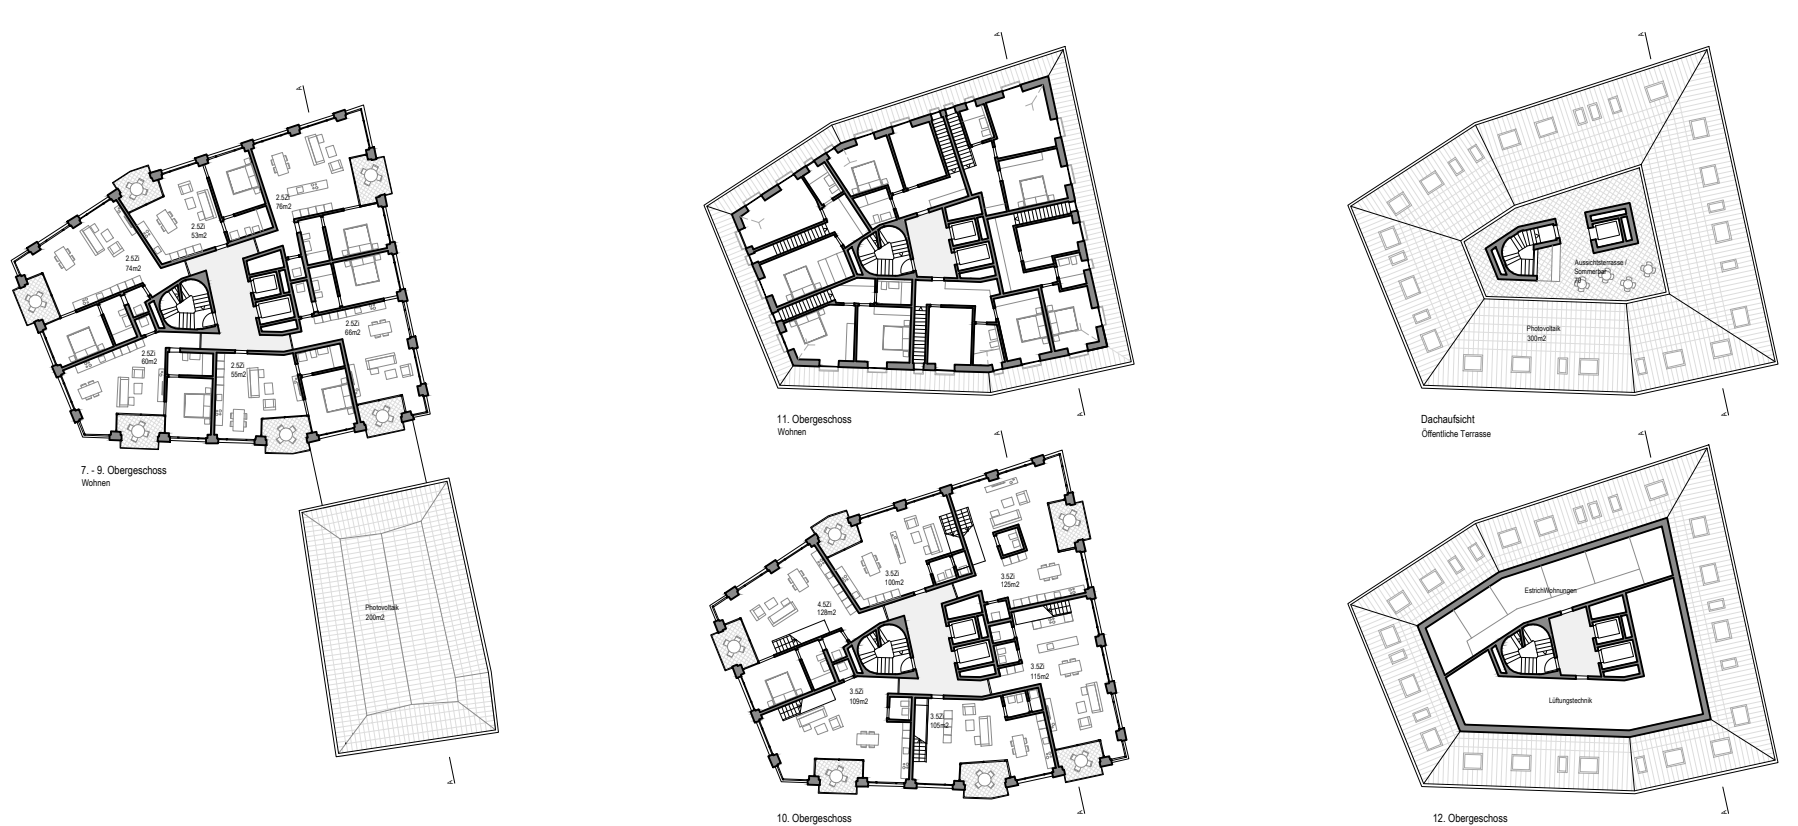 2.5Zi
76m2
2.5Zi
53m2
2.5Zi
74m2
2.5Zi
66m2
2.5Zi
60m2
2.5Zi
55m2
7. - 9. Obergeschoss
Wohnen
Photovoltaik
200m2
A
A
11. Obergeschoss
Wohnen
A
A
3.5Zi
100m2
3.5Zi
125m2
4.5Zi
128m2
3.5Zi
115m2
3.5Zi
109m2
3.5Zi
105m2
10. Obergeschoss
A
A
Aussichtsterrasse /
Sommerbar
70
Photovoltaik
300m2
Dachaufsicht
Öffentliche Terrasse
A
A
EstrichWohnungen
Lüftungstechnik
12. Obergeschoss
A
A